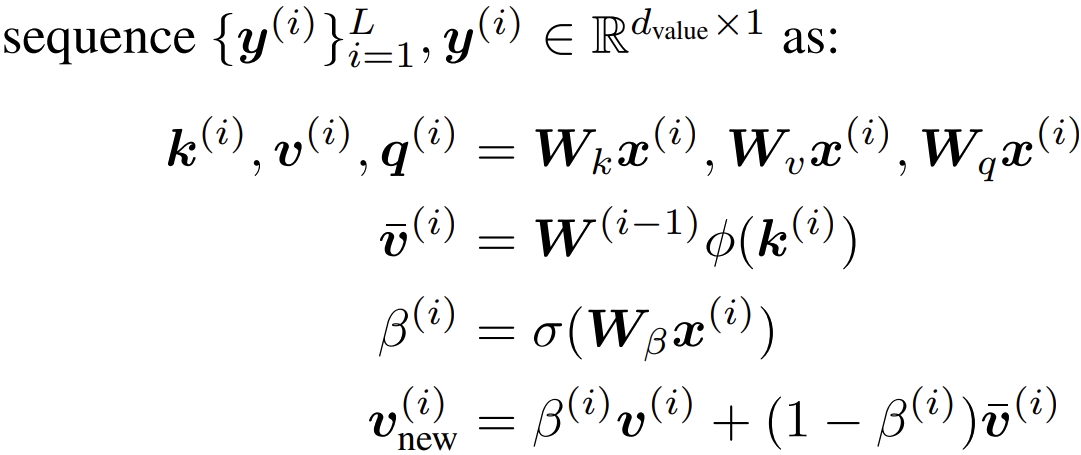 sequence $\{\boldsymbol{y}^{(i)}\}_{i=1}^{L}, \boldsymbol{y}^{(i)} \in \mathbb{R}^{d_{\text{value}} \times 1}$ as:
$\boldsymbol{k}^{(i)}, \boldsymbol{v}^{(i)}, \boldsymbol{q}^{(i)} = \boldsymbol{W}_k \boldsymbol{x}^{(i)}, \boldsymbol{W}_v \boldsymbol{x}^{(i)}, \boldsymbol{W}_q \boldsymbol{x}^{(i)}$
$\bar{\boldsymbol{v}}^{(i)} = \boldsymbol{W}^{(i-1)} \phi(\boldsymbol{k}^{(i)})$
$\beta^{(i)} = \sigma(\boldsymbol{W}_\beta \boldsymbol{x}^{(i)})$
$\boldsymbol{v}_{\text{new}}^{(i)} = \beta^{(i)} \boldsymbol{v}^{(i)} + (1 - \beta^{(i)}) \bar{\boldsymbol{v}}^{(i)}$